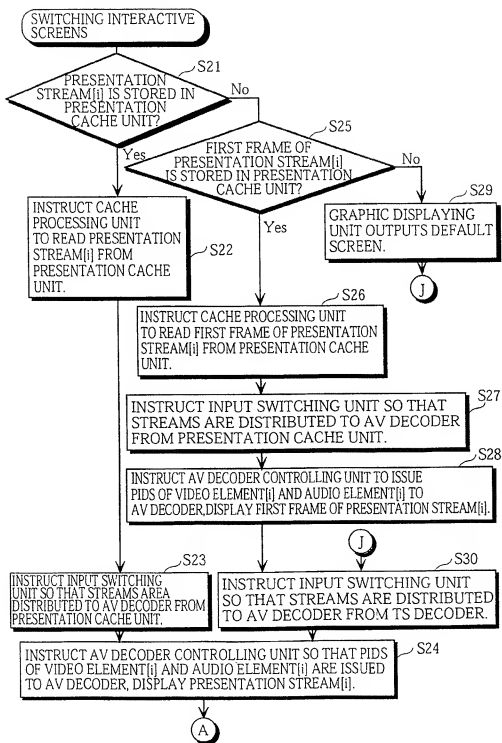 SWITCHING INTERACTIVE
SCREENS
S21
PRESENTATION
STREAM[i] IS STORED IN
PRESENTATION
CACHE UNIT?
No
Yes
S25
FIRST FRAME OF
PRESENTATION STREAM[i]
IS STORED IN PRESENTATION
CACHE UNIT?
No
Yes
S29
GRAPHIC DISPLAYING
UNIT OUTPUTS DEFAULT
SCREEN.
J
INSTRUCT CACHE
PROCESSING UNIT
TO READ PRESENTATION
STREAM[i] FROM
PRESENTATION CACHE
UNIT.
S22
S26
INSTRUCT CACHE PROCESSING UNIT
TO READ FIRST FRAME OF PRESENTATION
STREAM[i] FROM PRESENTATION CACHE
UNIT.
S27
INSTRUCT INPUT SWITCHING UNIT SO THAT
STREAMS ARE DISTRIBUTED TO AV DECODER
FROM PRESENTATION CACHE UNIT.
S28
INSTRUCT AV DECODER CONTROLLING UNIT TO ISSUE
PIDS OF VIDEO ELEMENT[i] AND AUDIO ELEMENT[i] TO
AV DECODER,DISPLAY FIRST FRAME OF PRESENTATION STREAM[i].
J
S23
INSTRUCT INPUT SWITCHING
UNIT SO THAT STREAMS AREA
DISTRIBUTED TO AV DECODER FROM
PRESENTATION CACHE UNIT.
S30
INSTRUCT INPUT SWITCHING UNIT
SO THAT STREAMS ARE DISTRIBUTED
TO AV DECODER FROM TS DECODER.
S24
INSTRUCT AV DECODER CONTROLLING UNIT SO THAT PIDS
OF VIDEO ELEMENT[i] AND AUDIO ELEMENT[i] ARE ISSUED
TO AV DECODER, DISPLAY PRESENTATION STREAM[i].
A